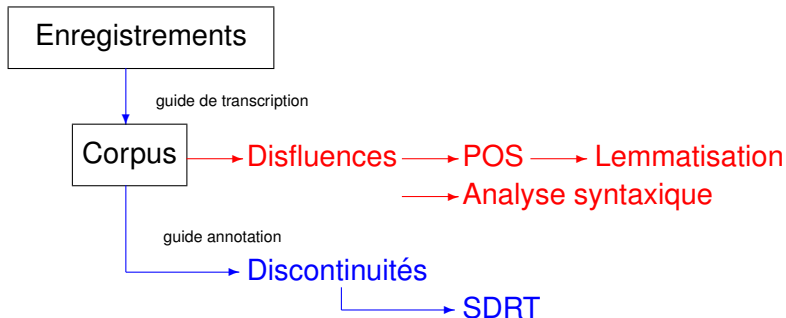 Enregistrements
guide de transcription
Corpus Disfluences POS Lemmatisation
Analyse syntaxique
guide annotation
Discontinuités
SDRT